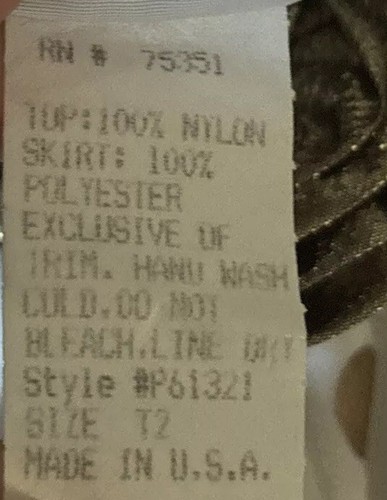 RN # 75351
TOP:100% NYLON
SKIRT: 100%
POLYESTER
EXCLUSIVE OF
TRIM. HAND WASH
COLD.DO NOT
BLEACH.LINE DRY
Style #P61321
SIZE T2
MADE IN U.S.A.